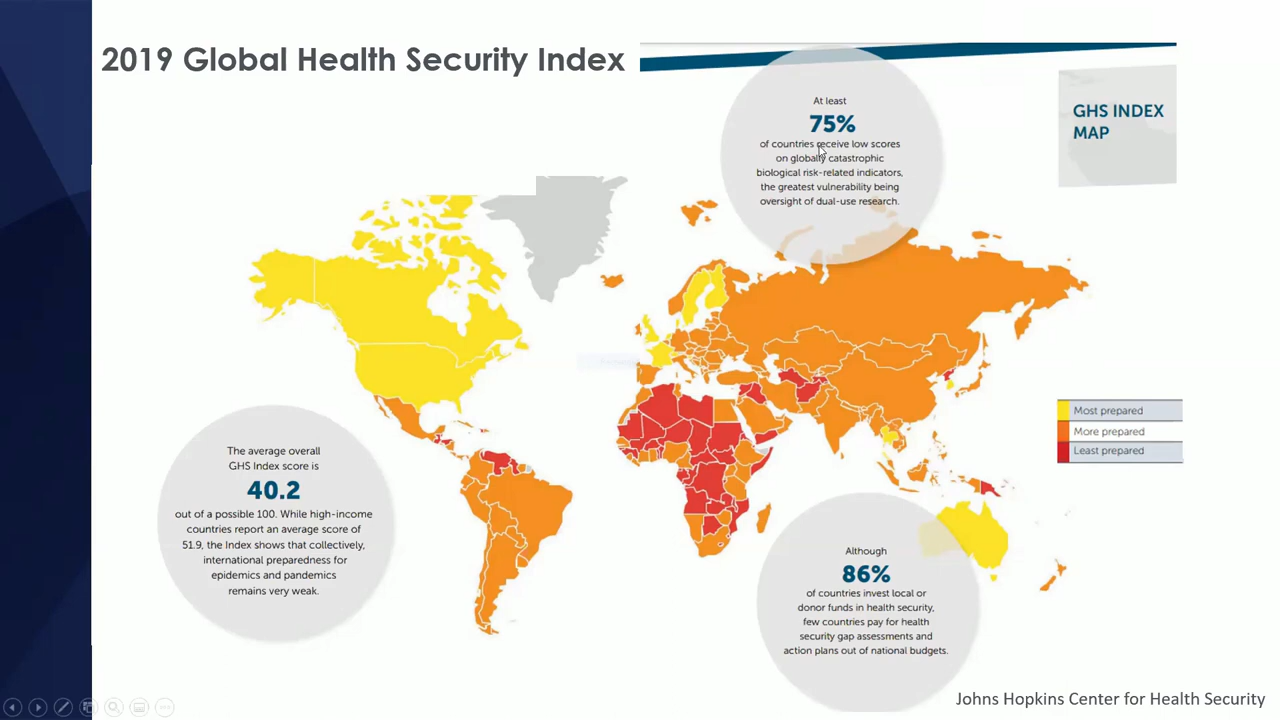 2019 Global Health Security Index
At least
75%
of countries receive low scores
on globally catastrophic
biological risk-related indicators,
the greatest vulnerability being
oversight of dual-use research.
GHS INDEX
MAP
Most prepared
More prepared
Least prepared
The average overall
GHS Index score is
40.2
out of a possible 100. While high-income
countries report an average score of
51.9, the Index shows that collectively,
international preparedness for
epidemics and pandemics
remains very weak.
Although
86%
of countries invest local or
donor funds in health security,
few countries pay for health
security gap assessments and
action plans out of national budgets.
Johns Hopkins Center for Health Security